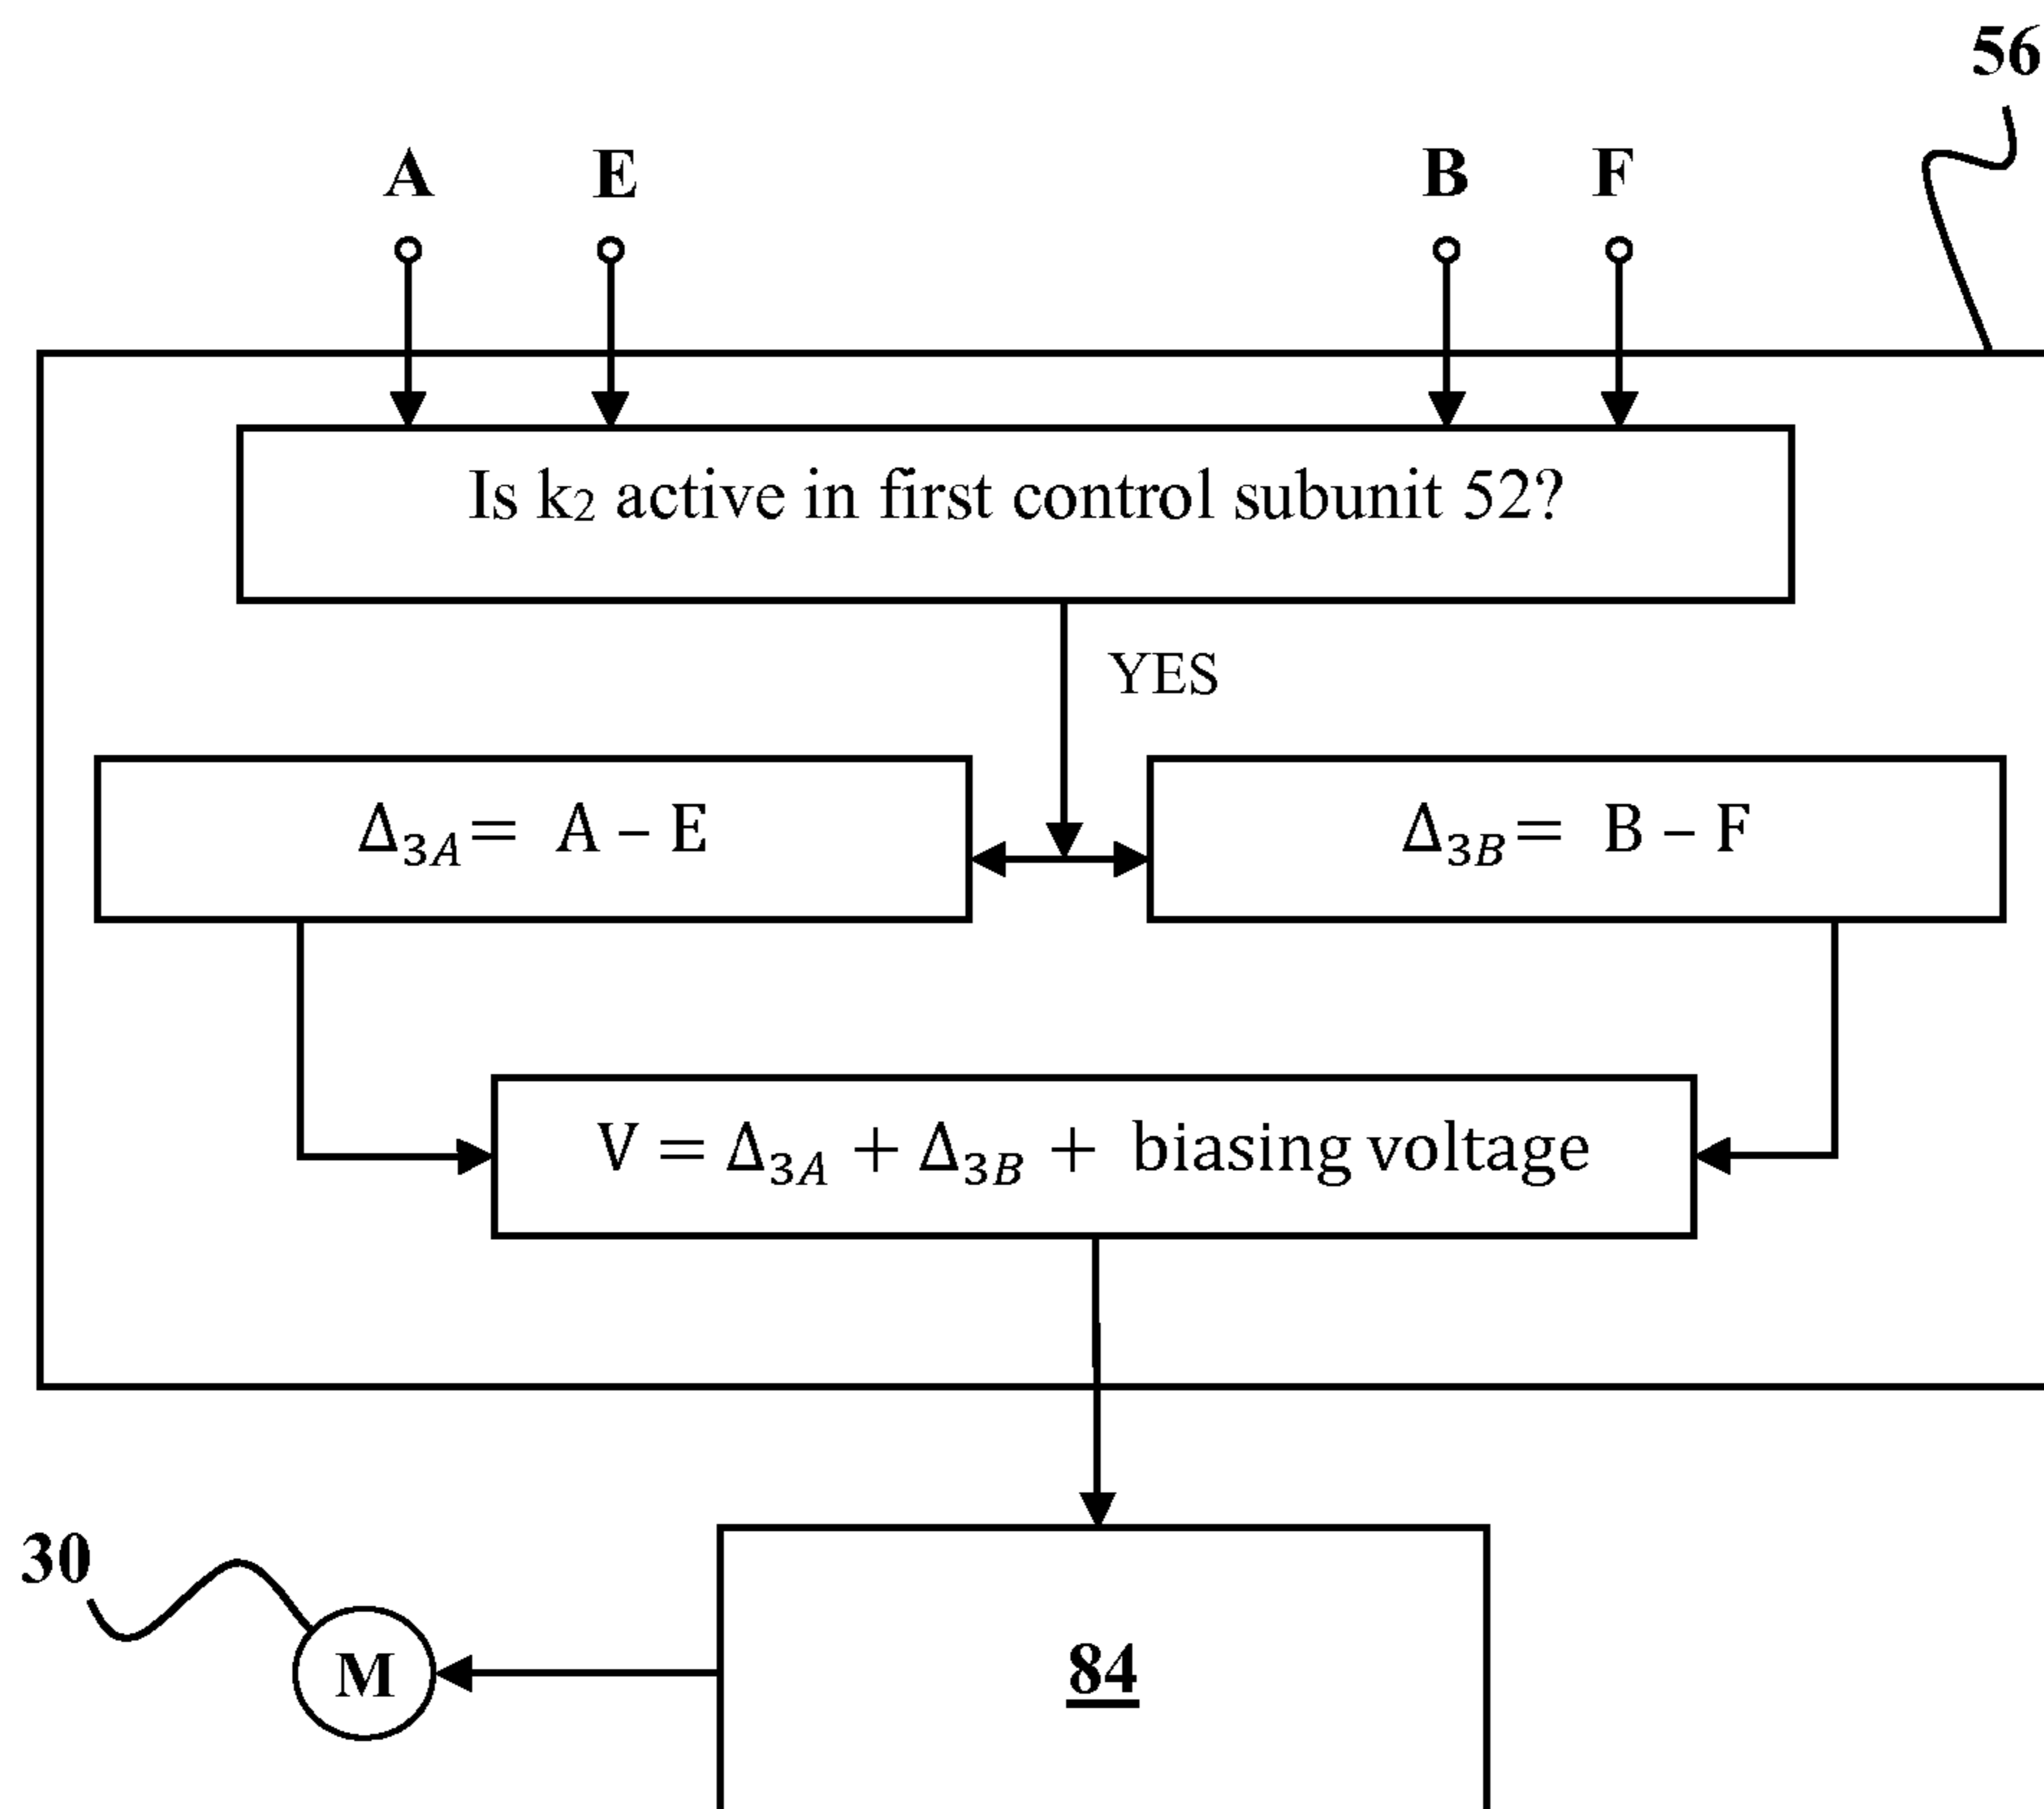 56
A E B F
Is k₂ active in first control subunit 52?
YES
Δ₃A = A – E
Δ₃B = B – F
V = Δ₃A + Δ₃B + biasing voltage
30
M
84